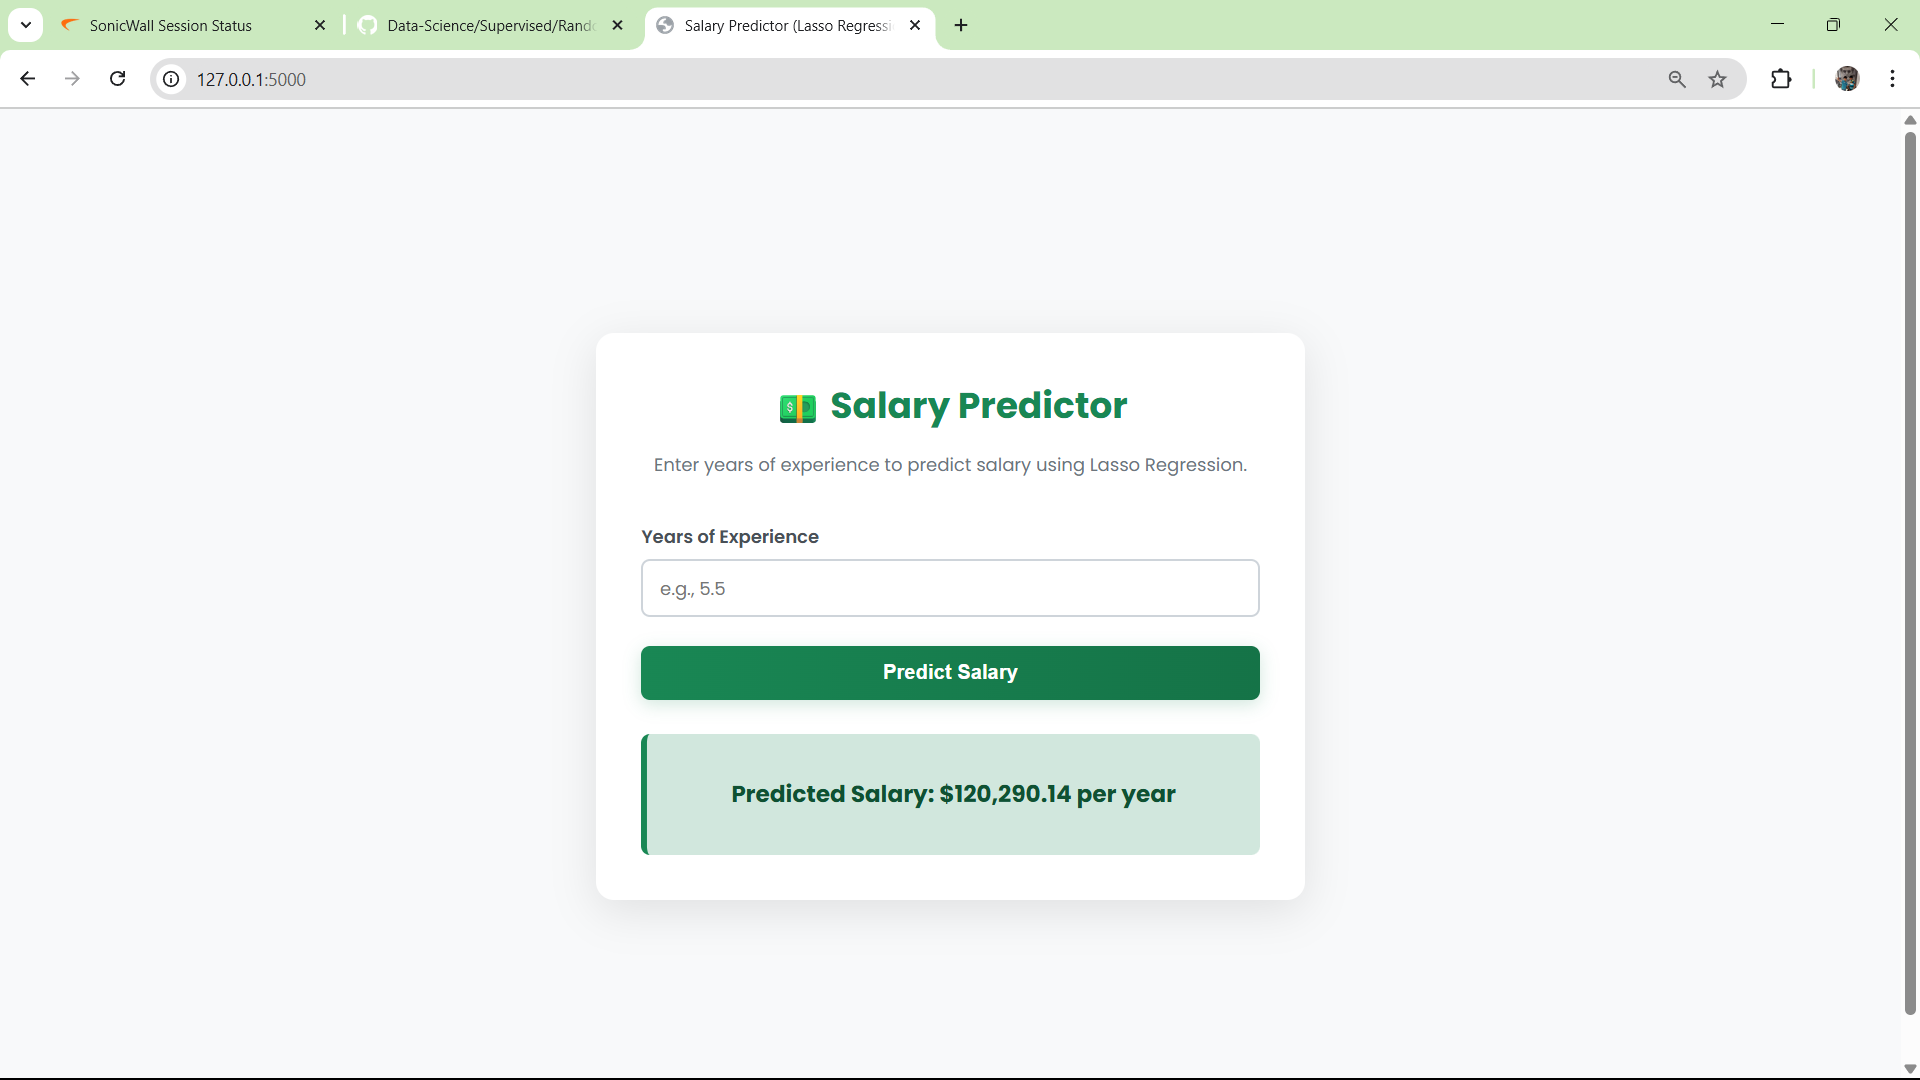 SonicWall Session Status
Data-Science/Supervised/Rand
Salary Predictor (Lasso Regressi
127.0.0.1:5000
Salary Predictor
Enter years of experience to predict salary using Lasso Regression.
Years of Experience
e.g., 5.5
Predict Salary
Predicted Salary: $120,290.14 per year